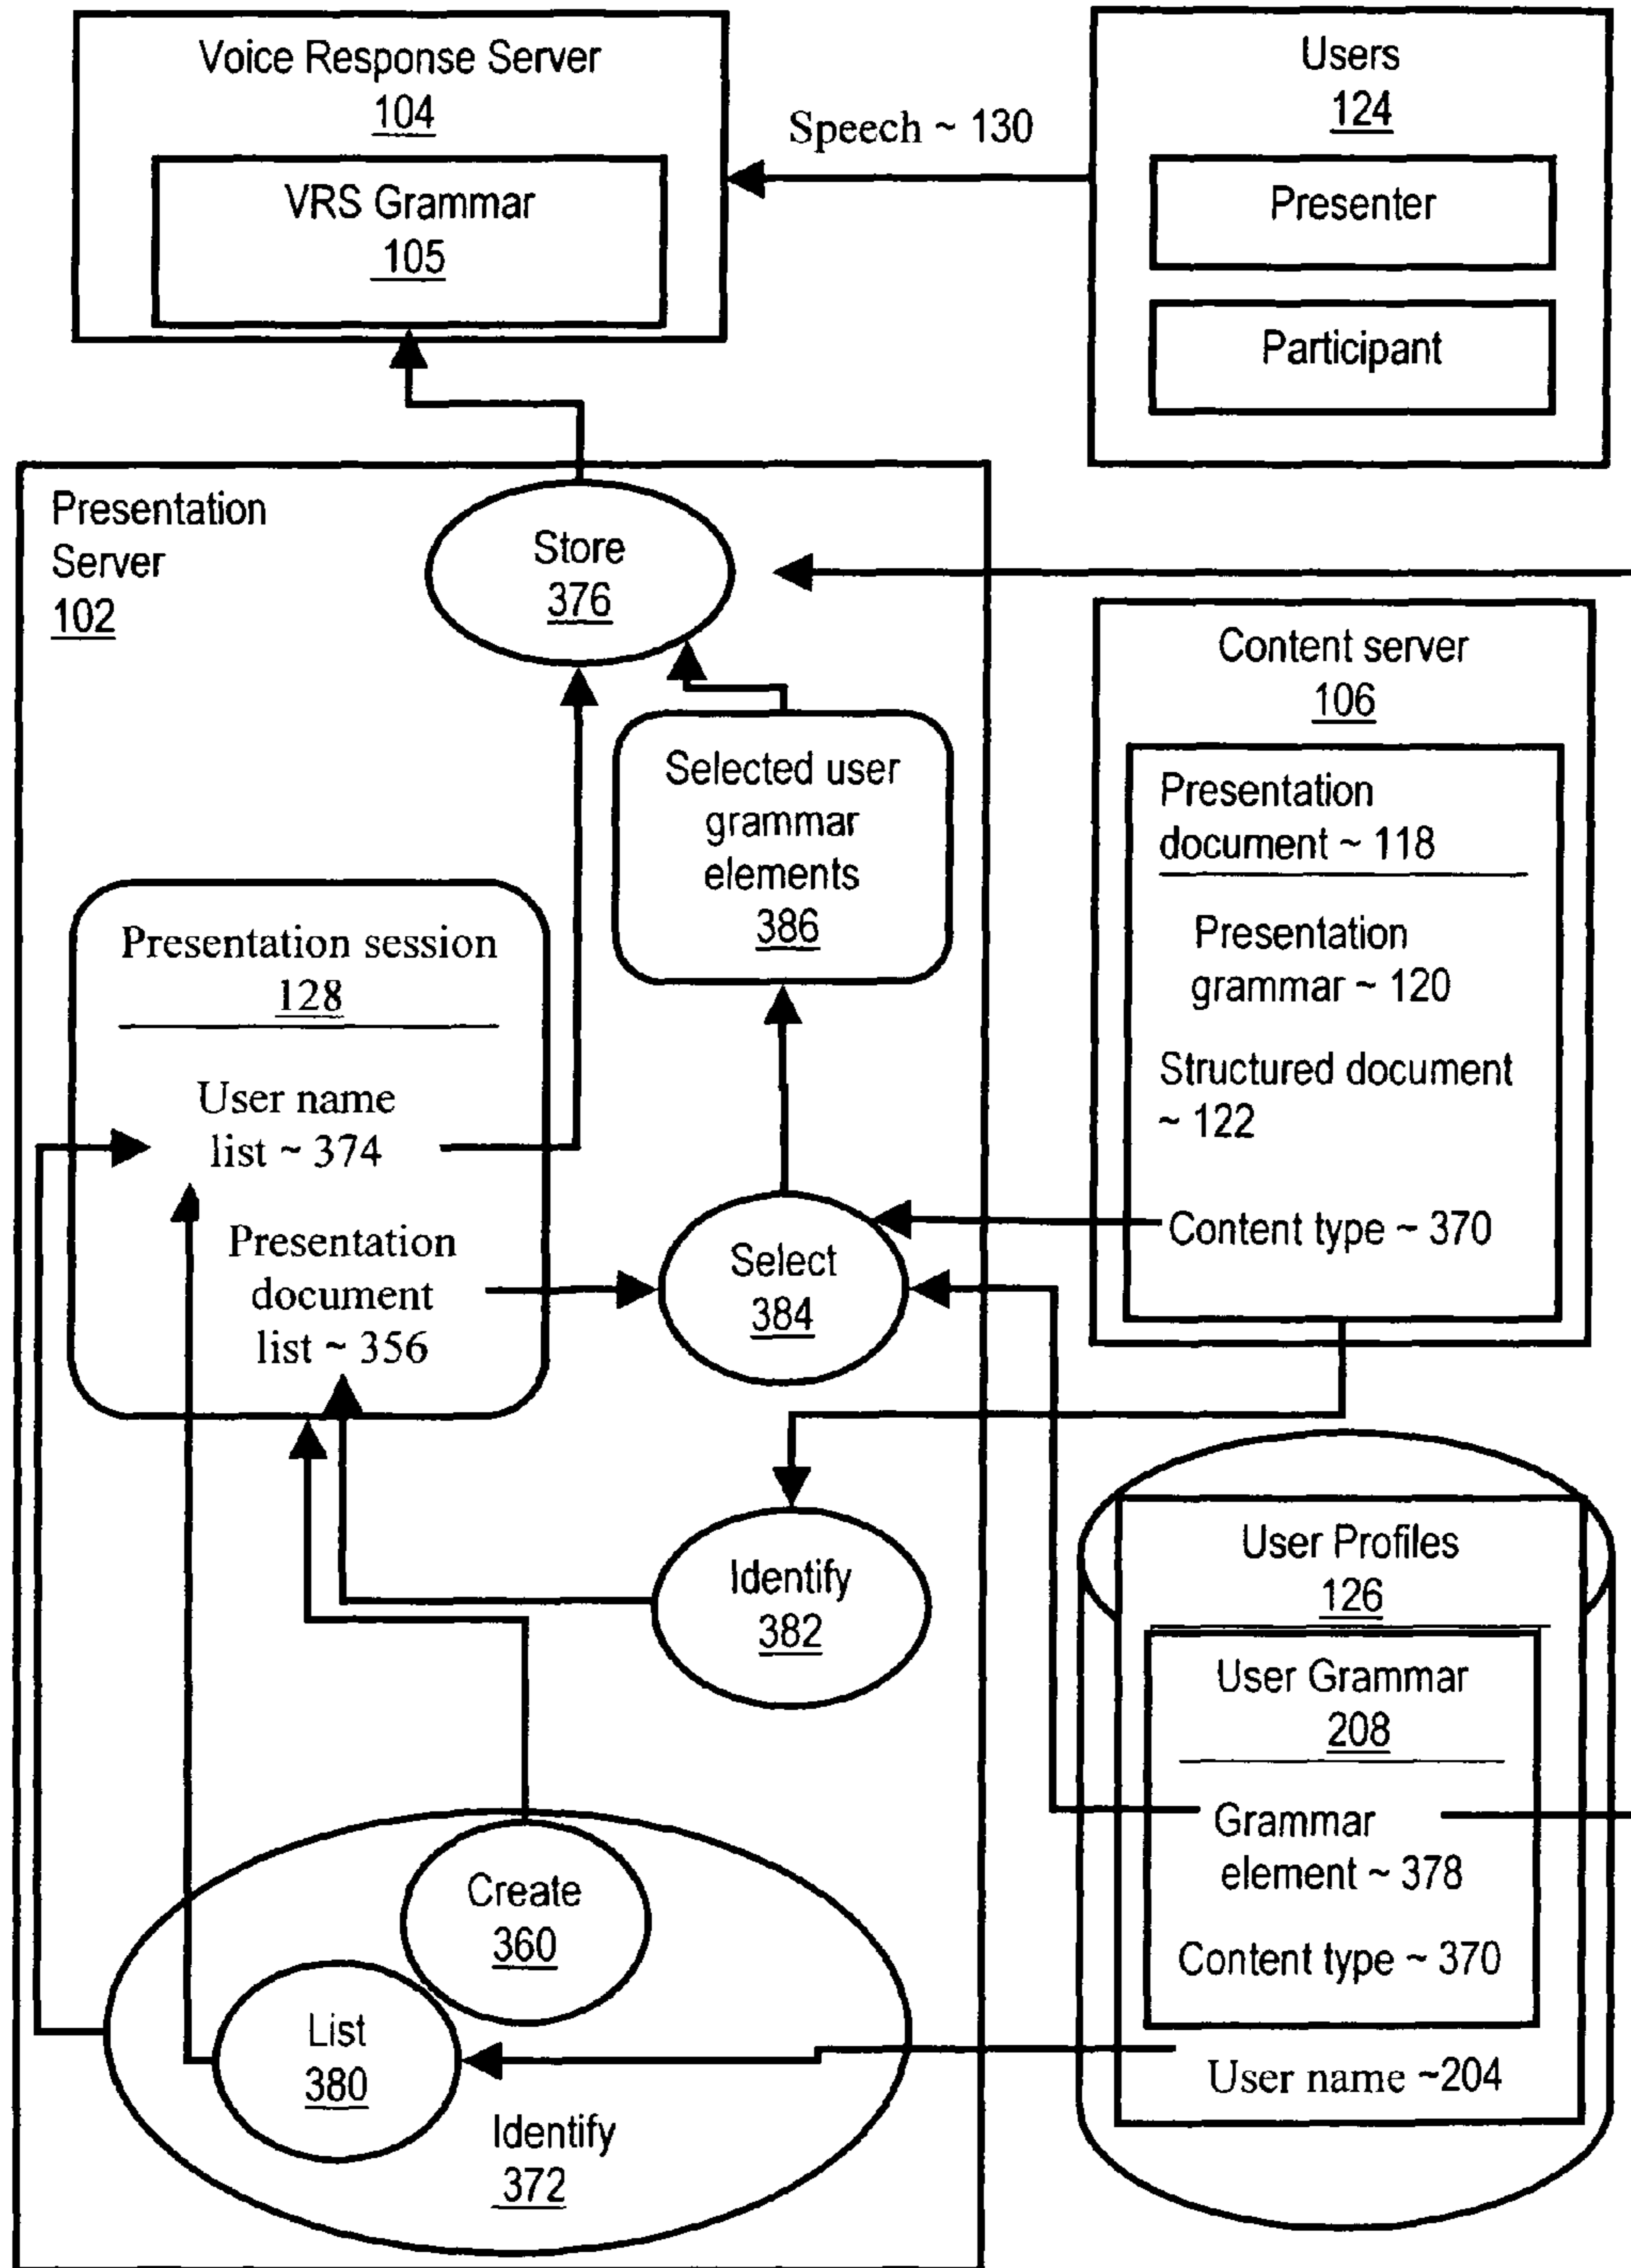 Voice Response Server
104
VRS Grammar
105
Speech ~ 130
Users
124
Presenter
Participant
Presentation
Server
102
Store
376
Selected user
grammar
elements
386
Presentation session
128
User name
list ~ 374
Presentation
document
list ~ 356
Select
384
Identify
382
Create
360
List
380
Identify
372
Content server
106
Presentation
document ~ 118
Presentation
grammar ~ 120
Structured document
~ 122
Content type ~ 370
User Profiles
126
User Grammar
208
Grammar
element ~ 378
Content type ~ 370
User name ~204